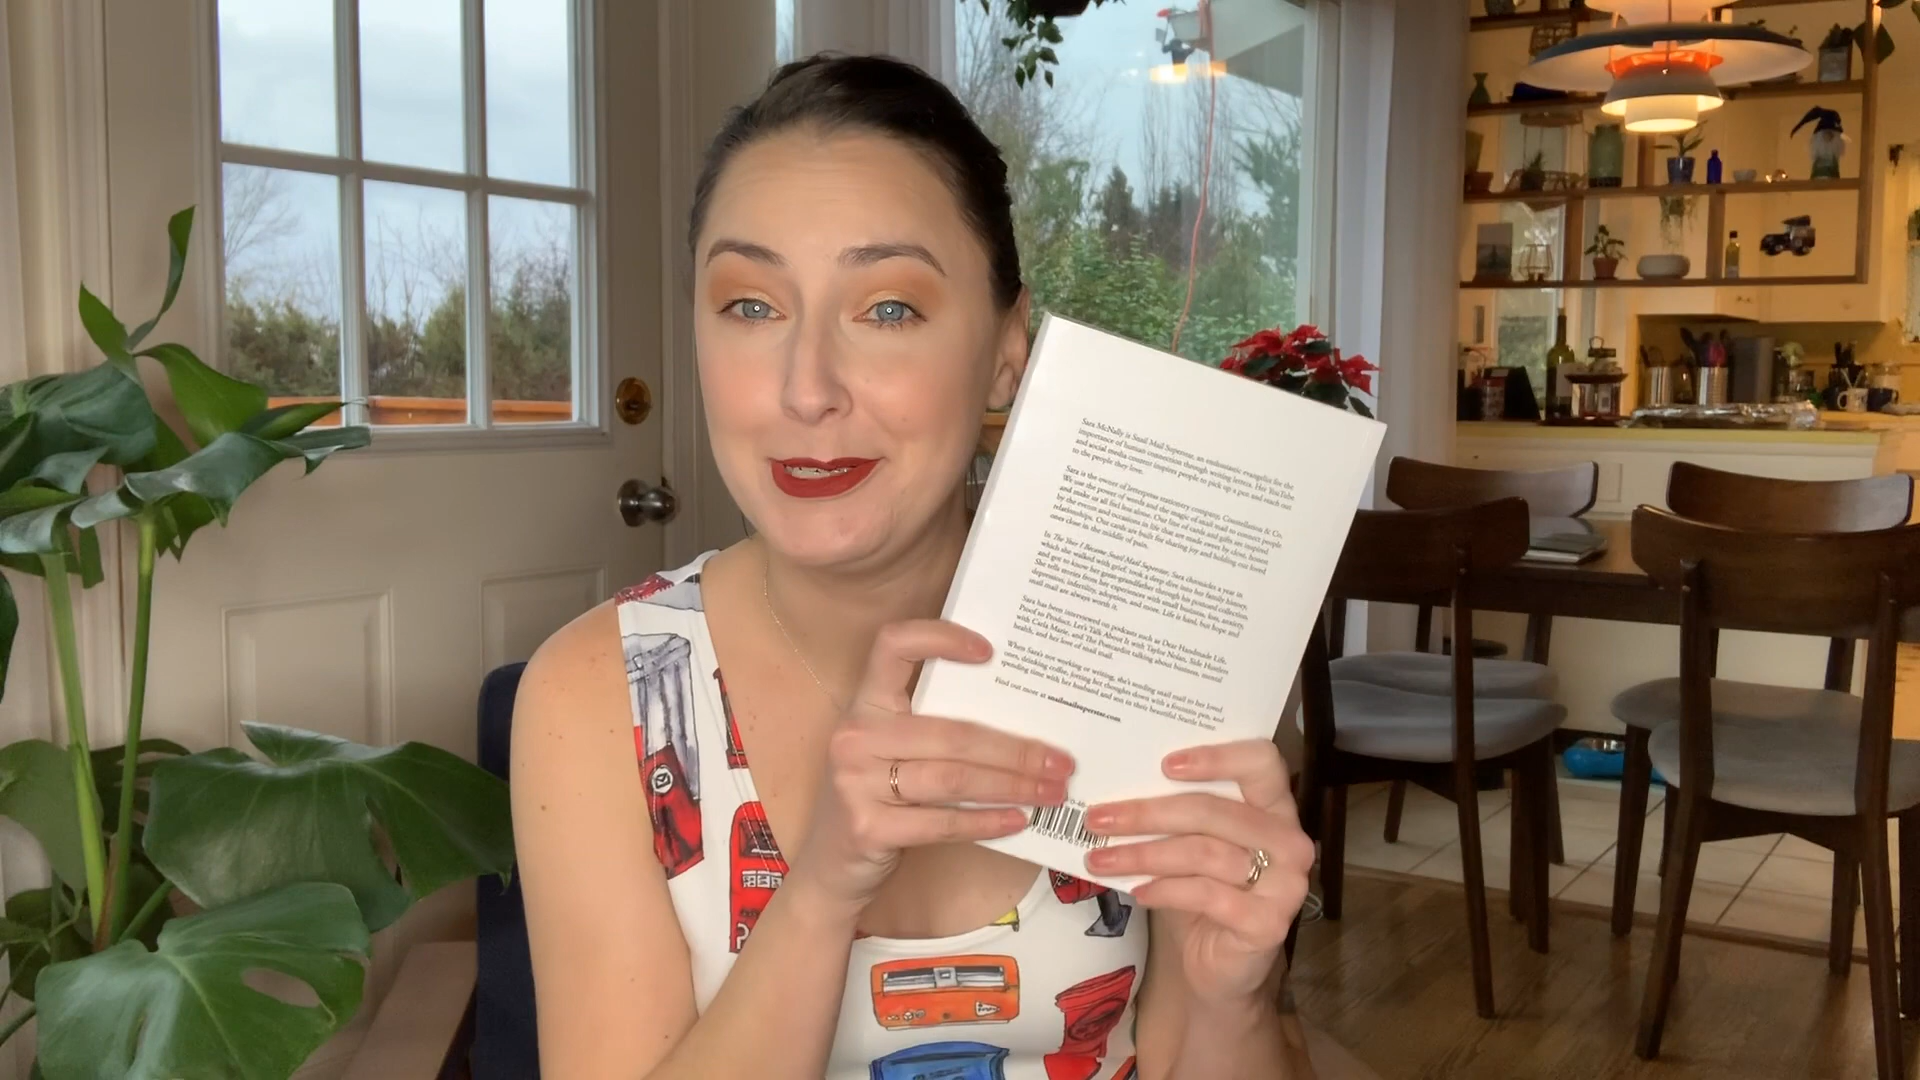 Sara McNally is Snail Mail Superstar, an enthusiastic evangelist for the
importance of human connection through writing letters. Her YouTube
and social media content inspires people to pick up a pen and reach out
to the people they love.
Sara is the owner of letterpress stationery company, Constellation & Co.
We use the power of words and the magic of snail mail to connect people
and make us all feel less alone. Our line of cards and gifts are inspired
by the events and occasions in life that are made sweet by close, honest
relationships. Our cards are built for sharing joy and holding our loved
ones close in the middle of pain.
In The Year I Became Snail Mail Superstar, Sara chronicles a year in
which she walked with grief, took a deep dive into her family history,
and got to know her great-grandfather through his postcard collection.
She tells stories from her experiences with small business, loss, anxiety,
depression, infertility, adoption, and more. Life is hard, but hope and
snail mail are always worth it.
Sara has been interviewed on podcasts such as Dear Handmade Life,
Proof to Product, Let's Talk About It with Taylor Nolan, Side Hustlers
with Carla Marie, and The Postcardist talking about business, mental
health, and her love of snail mail.
When Sara's not working or writing, she's sending snail mail to her loved
ones, drinking coffee, jotting her thoughts down with a fountain pen, and
spending time with her husband and son in their beautiful Seattle home.
Find out more at snailmailsuperstar.com